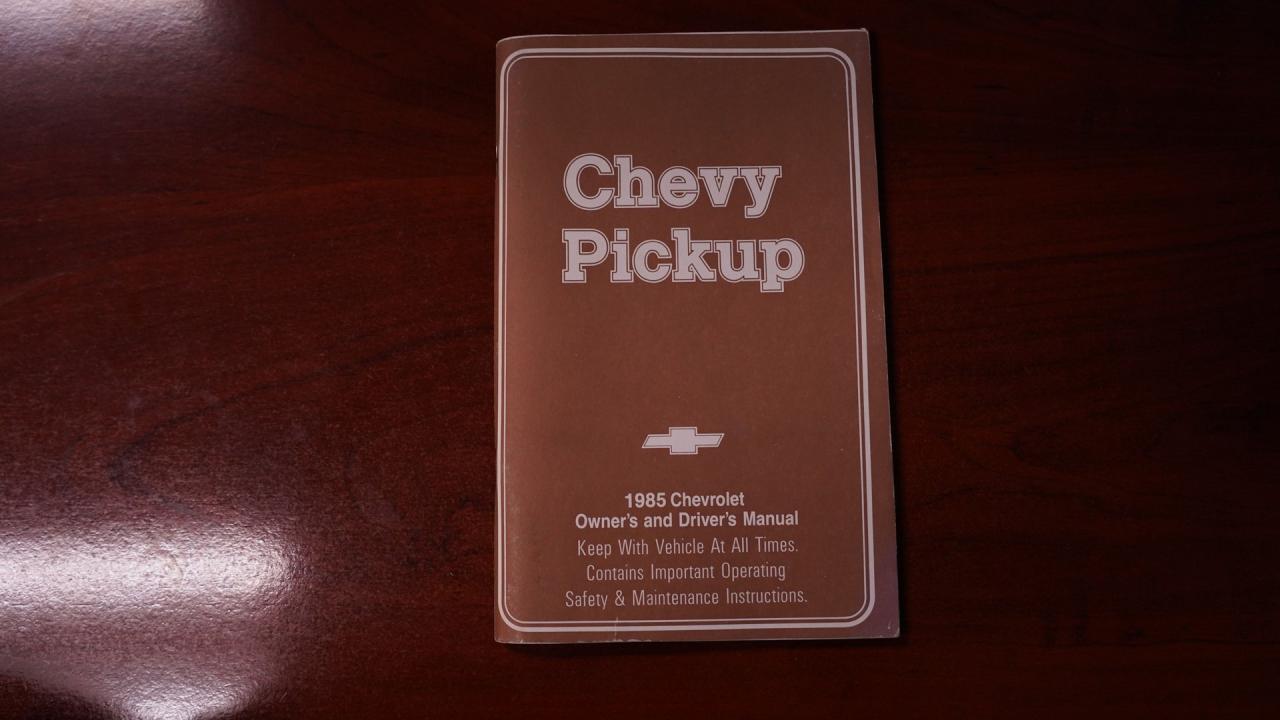 Chevy
Pickup
1985 Chevrolet
Owner's and Driver's Manual
Keep With Vehicle At All Times.
Contains Important Operating
Safety & Maintenance Instructions.